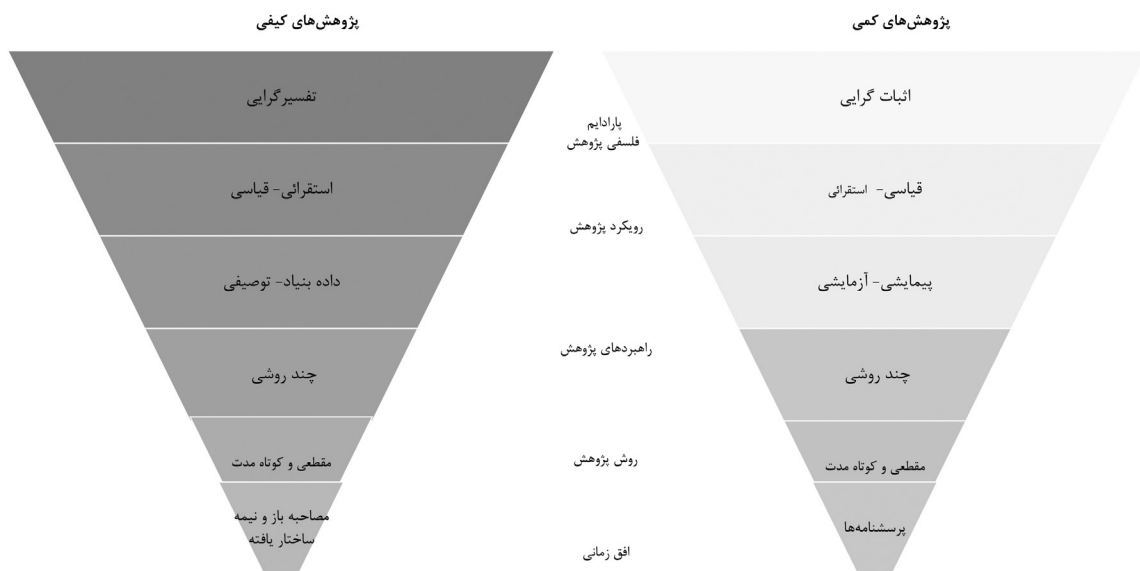 پژوهش‌های کمی
پژوهش‌های کیفی
اثبات گرایی
پارادایم
فلسفی پژوهش
تفسیرگرایی
قیاسی- استقرائی
رویکرد پژوهش
استقرائی- قیاسی
پیمایشی- آزمایشی
راهبردهای پژوهش
داده بنیاد- توصیفی
چند روشی
روش پژوهش
چند روشی
مقطعی و کوتاه مدت
مقطعی و کوتاه مدت
پرسشنامه‌ها
افق زمانی
مصاحبه باز و نیمه
ساختار یافته